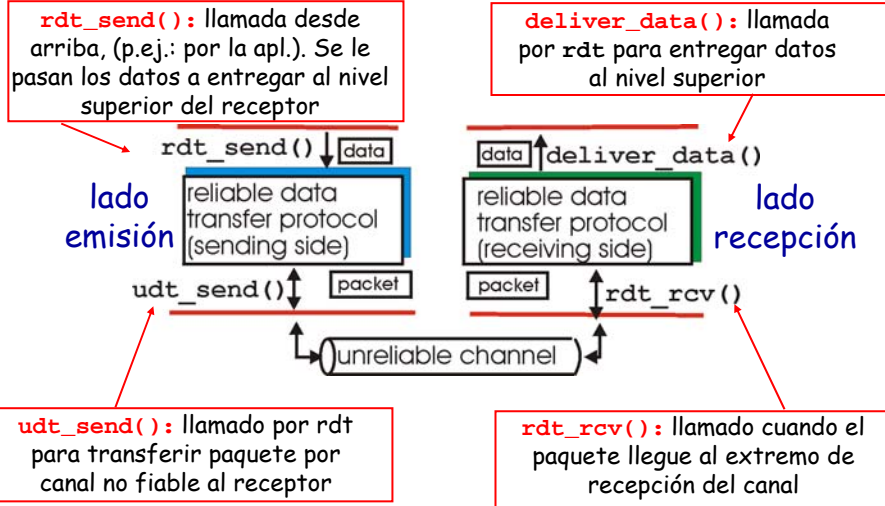 rdt_send(): llamada desde
arriba, (p.ej.: por la apl.). Se le
pasan los datos a entregar al nivel
superior del receptor
deliver_data(): llamada
por rdt para entregar datos
al nivel superior
rdt_send() data
data deliver_data()
lado
emisión
reliable data
transfer protocol
(sending side)
reliable data
transfer protocol
(receiving side)
lado
recepción
udt_send() packet
packet rdt_rcv()
unreliable channel
udt_send(): llamado por rdt
para transferir paquete por
canal no fiable al receptor
rdt_rcv(): llamado cuando el
paquete llegue al extremo de
recepción del canal